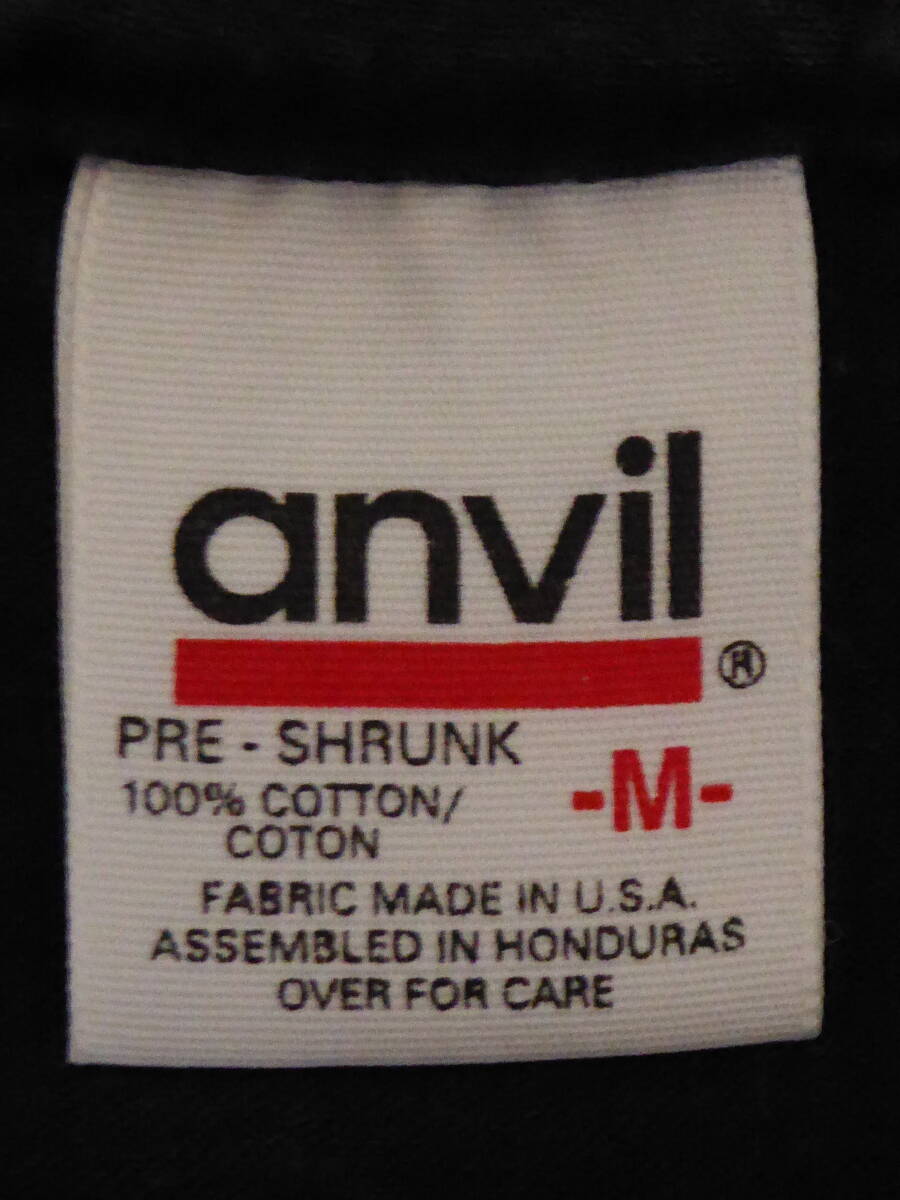 anvil
®
PRE - SHRUNK
-M-
100% COTTON/
COTON
FABRIC MADE IN U.S.A.
ASSEMBLED IN HONDURAS
OVER FOR CARE